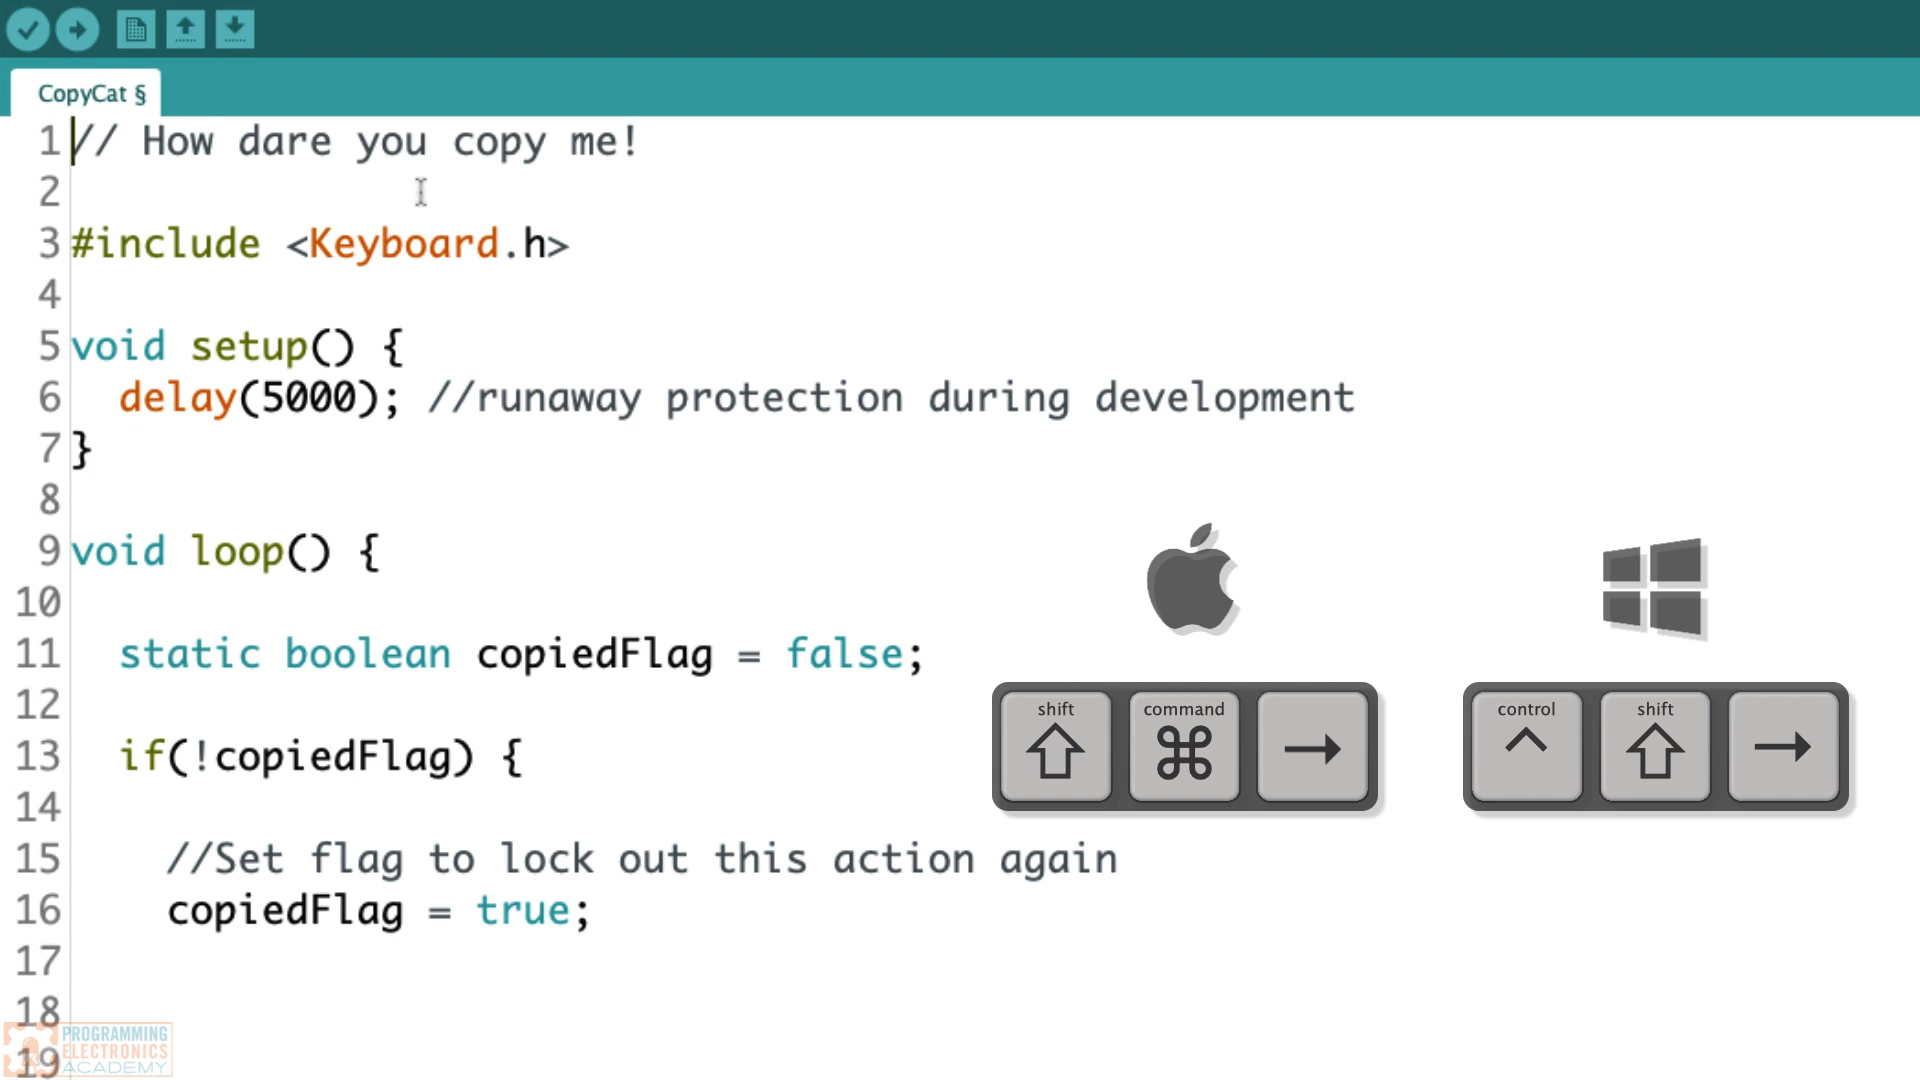 CopyCat §
1 // How dare you copy me!
2
3 #include <Keyboard.h>
4
5 void setup() {
6 delay(5000); //runaway protection during development
7 }
8
9 void loop() {
10
11 static boolean copiedFlag = false;
12
13 if(!copiedFlag) {
14
15 //Set flag to lock out this action again
16 copiedFlag = true;
17
18
19
shift command
control shift
PROGRAMMING
ELECTRONICS
ACADEMY